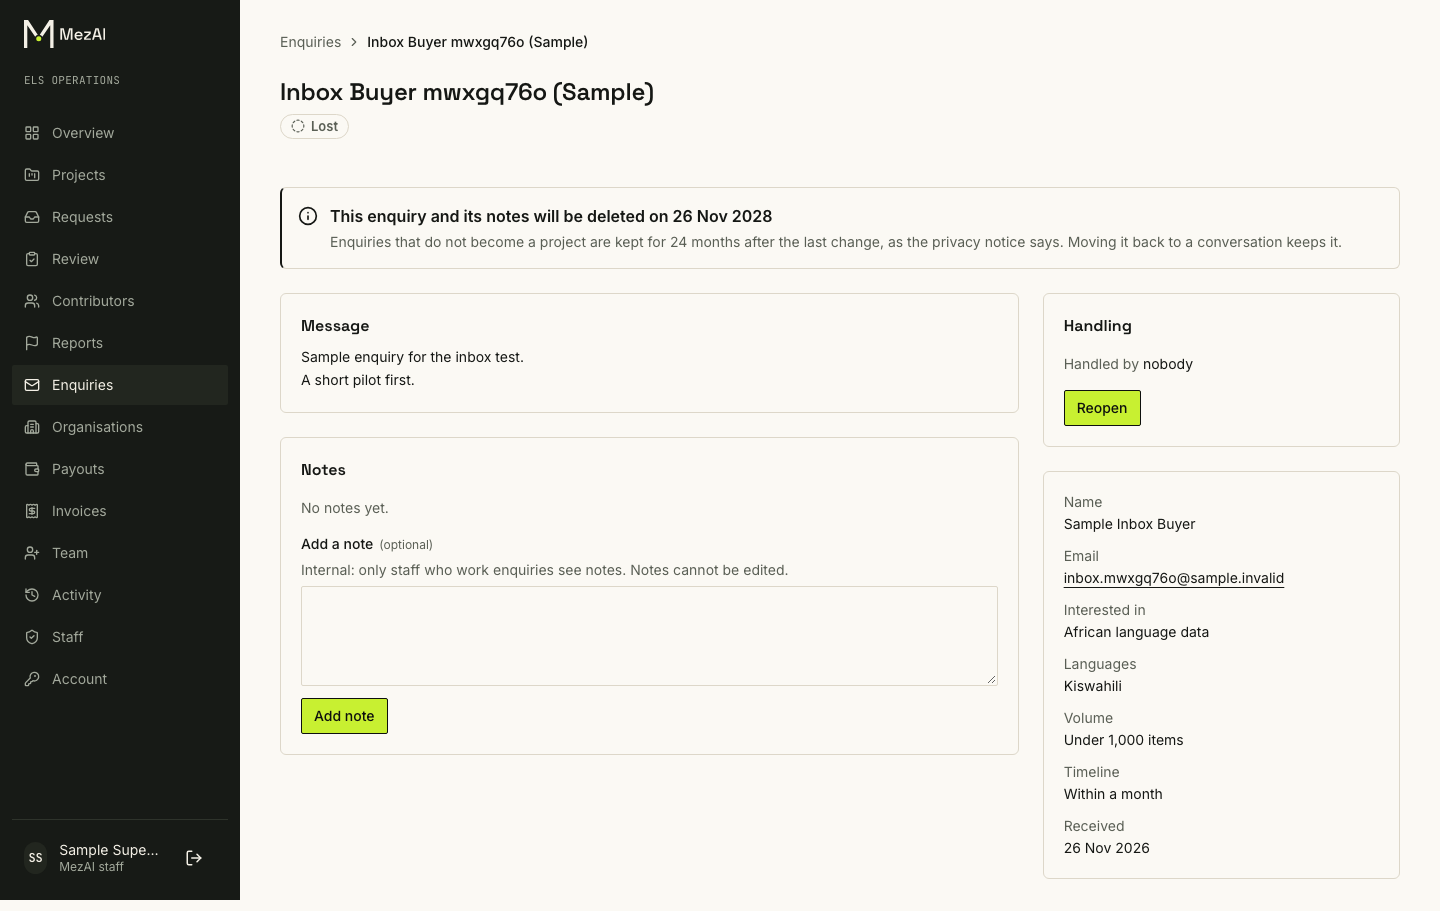 MezAI
ELS OPERATIONS
Overview
Projects
Requests
Review
Contributors
Reports
Enquiries
Organisations
Payouts
Invoices
Team
Activity
Staff
Account
SS
Sample Supe...
MezAI staff
Enquiries > Inbox Buyer mwxgq76o (Sample)
Inbox Buyer mwxgq76o (Sample)
Lost
This enquiry and its notes will be deleted on 26 Nov 2028
Enquiries that do not become a project are kept for 24 months after the last change, as the privacy notice says. Moving it back to a conversation keeps it.
Message
Sample enquiry for the inbox test.
A short pilot first.
Notes
No notes yet.
Add a note (optional)
Internal: only staff who work enquiries see notes. Notes cannot be edited.
Add note
Handling
Handled by nobody
Reopen
Name
Sample Inbox Buyer
Email
inbox.mwxgq76o@sample.invalid
Interested in
African language data
Languages
Kiswahili
Volume
Under 1,000 items
Timeline
Within a month
Received
26 Nov 2026